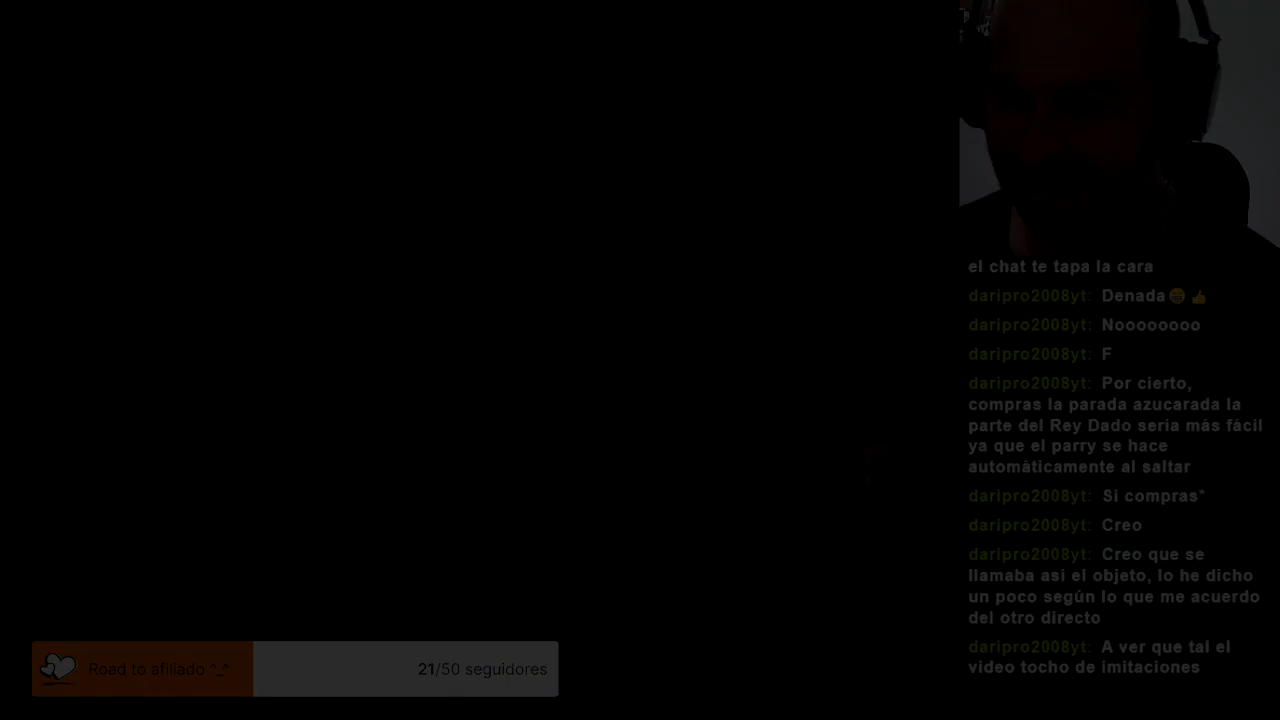 el chat te tapa la cara
daripro2008yt: Denada😁👍
daripro2008yt: Noooooooo
daripro2008yt: F
daripro2008yt: Por cierto,
compras la parada azucarada la
parte del Rey Dado sería más fácil
ya que el parry se hace
automáticamente al saltar
daripro2008yt: Si compras*
daripro2008yt: Creo
daripro2008yt: Creo que se
llamaba asi el objeto, lo he dicho
un poco según lo que me acuerdo
del otro directo
daripro2008yt: A ver que tal el
video tocho de imitaciones
Road to afiliado ^_^ 21/50 seguidores